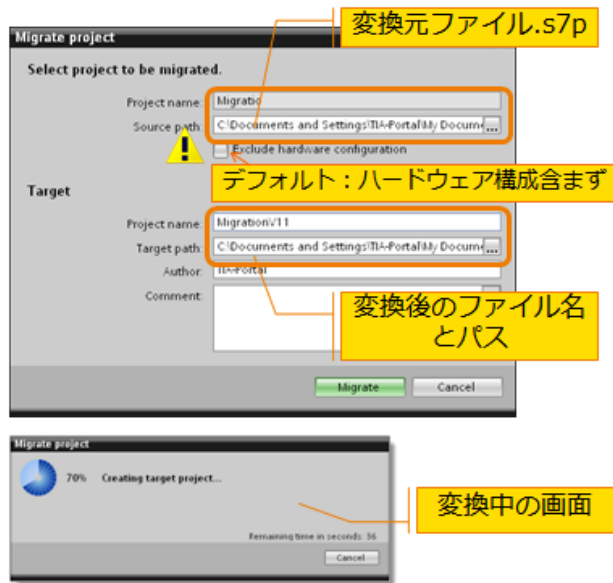 変換元ファイル.s7p
Migrate project
Select project to be migrated.
Project name: Migratio
Source path: C:\Documents and Settings\TIA-Portal\My Docume ...
Exclude hardware configuration
デフォルト：ハードウェア構成含まず
Target
Project name: MigrationV11
Target path: C:\Documents and Settings\TIA-Portal\My Docume ...
Author: TIA-Portal
Comment:
変換後のファイル名
とパス
Migrate Cancel
Migrate project
70% Creating target project...
変換中の画面
Remaining time in seconds: 36
Cancel